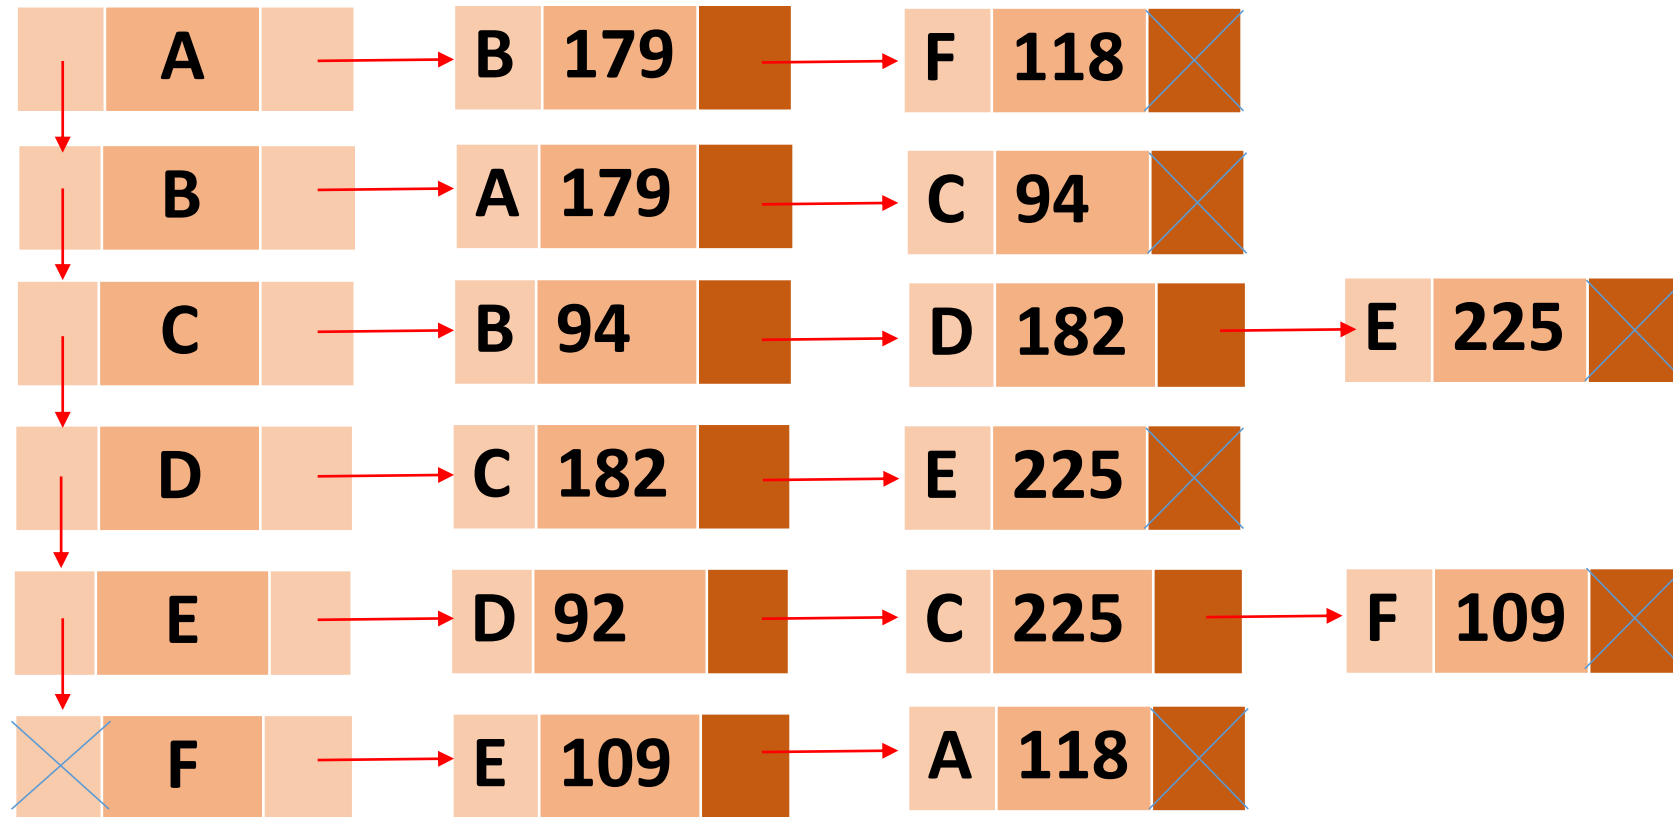 A B 179 F 118
B A 179 C 94
C B 94 D 182 E 225
D C 182 E 225
E D 92 C 225 F 109
F E 109 A 118